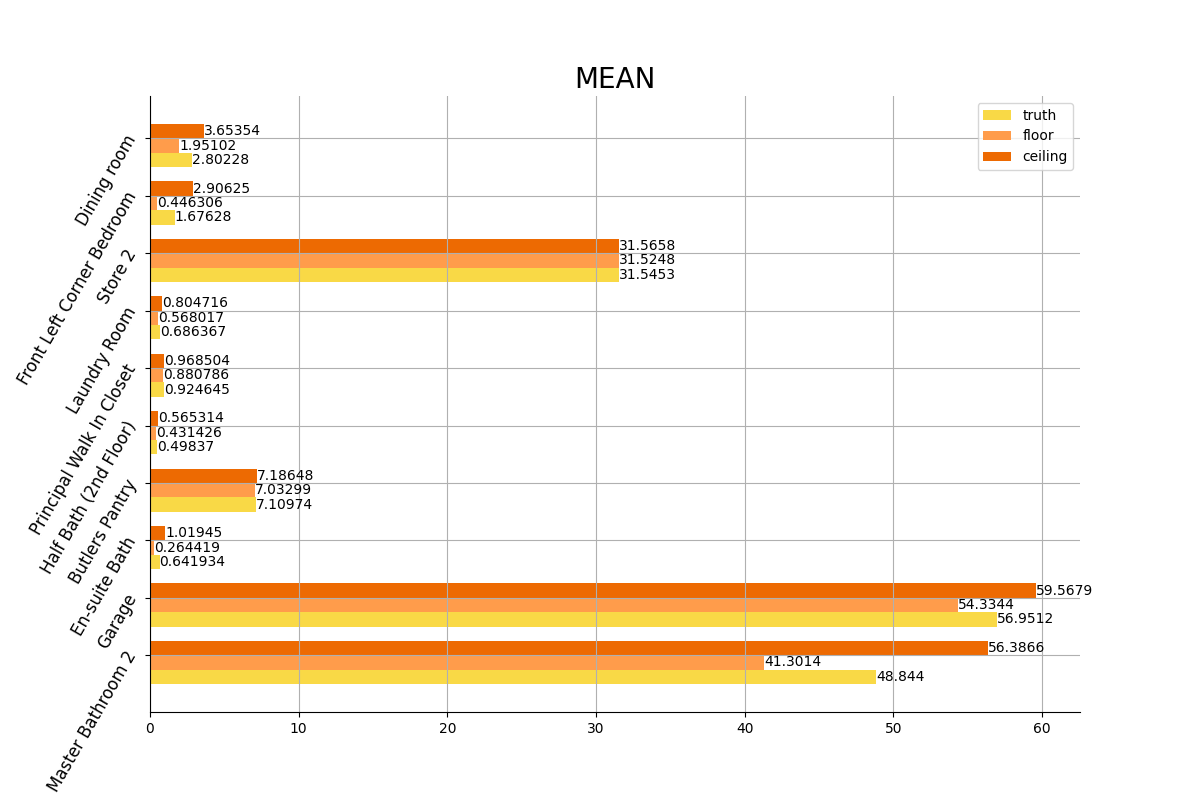 MEAN
truth
floor
ceiling
Dining room
3.65354
1.95102
2.80228
Front Left Corner Bedroom
2.90625
0.446306
1.67628
Store 2
31.5658
31.5248
31.5453
Laundry Room
0.804716
0.568017
0.686367
Principal Walk In Closet
0.968504
0.880786
0.924645
Half Bath (2nd Floor)
0.565314
0.431426
0.49837
Butlers Pantry
7.18648
7.03299
7.10974
En-suite Bath
1.01945
0.264419
0.641934
Garage
59.5679
54.3344
56.9512
Master Bathroom 2
56.3866
41.3014
48.844
0 10 20 30 40 50 60